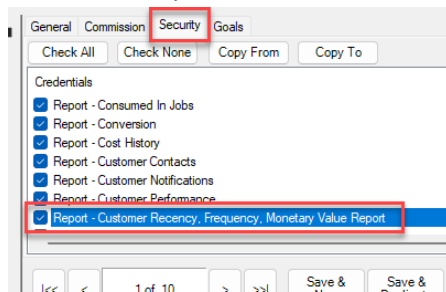 General Commission Security Goals
Check All Check None Copy From Copy To
Credentials
Report - Consumed In Jobs
Report - Conversion
Report - Cost History
Report - Customer Contacts
Report - Customer Notifications
Report - Customer Performance
Report - Customer Recency, Frequency, Monetary Value Report
|<< < 1 of 10 > >>| Save & Save &